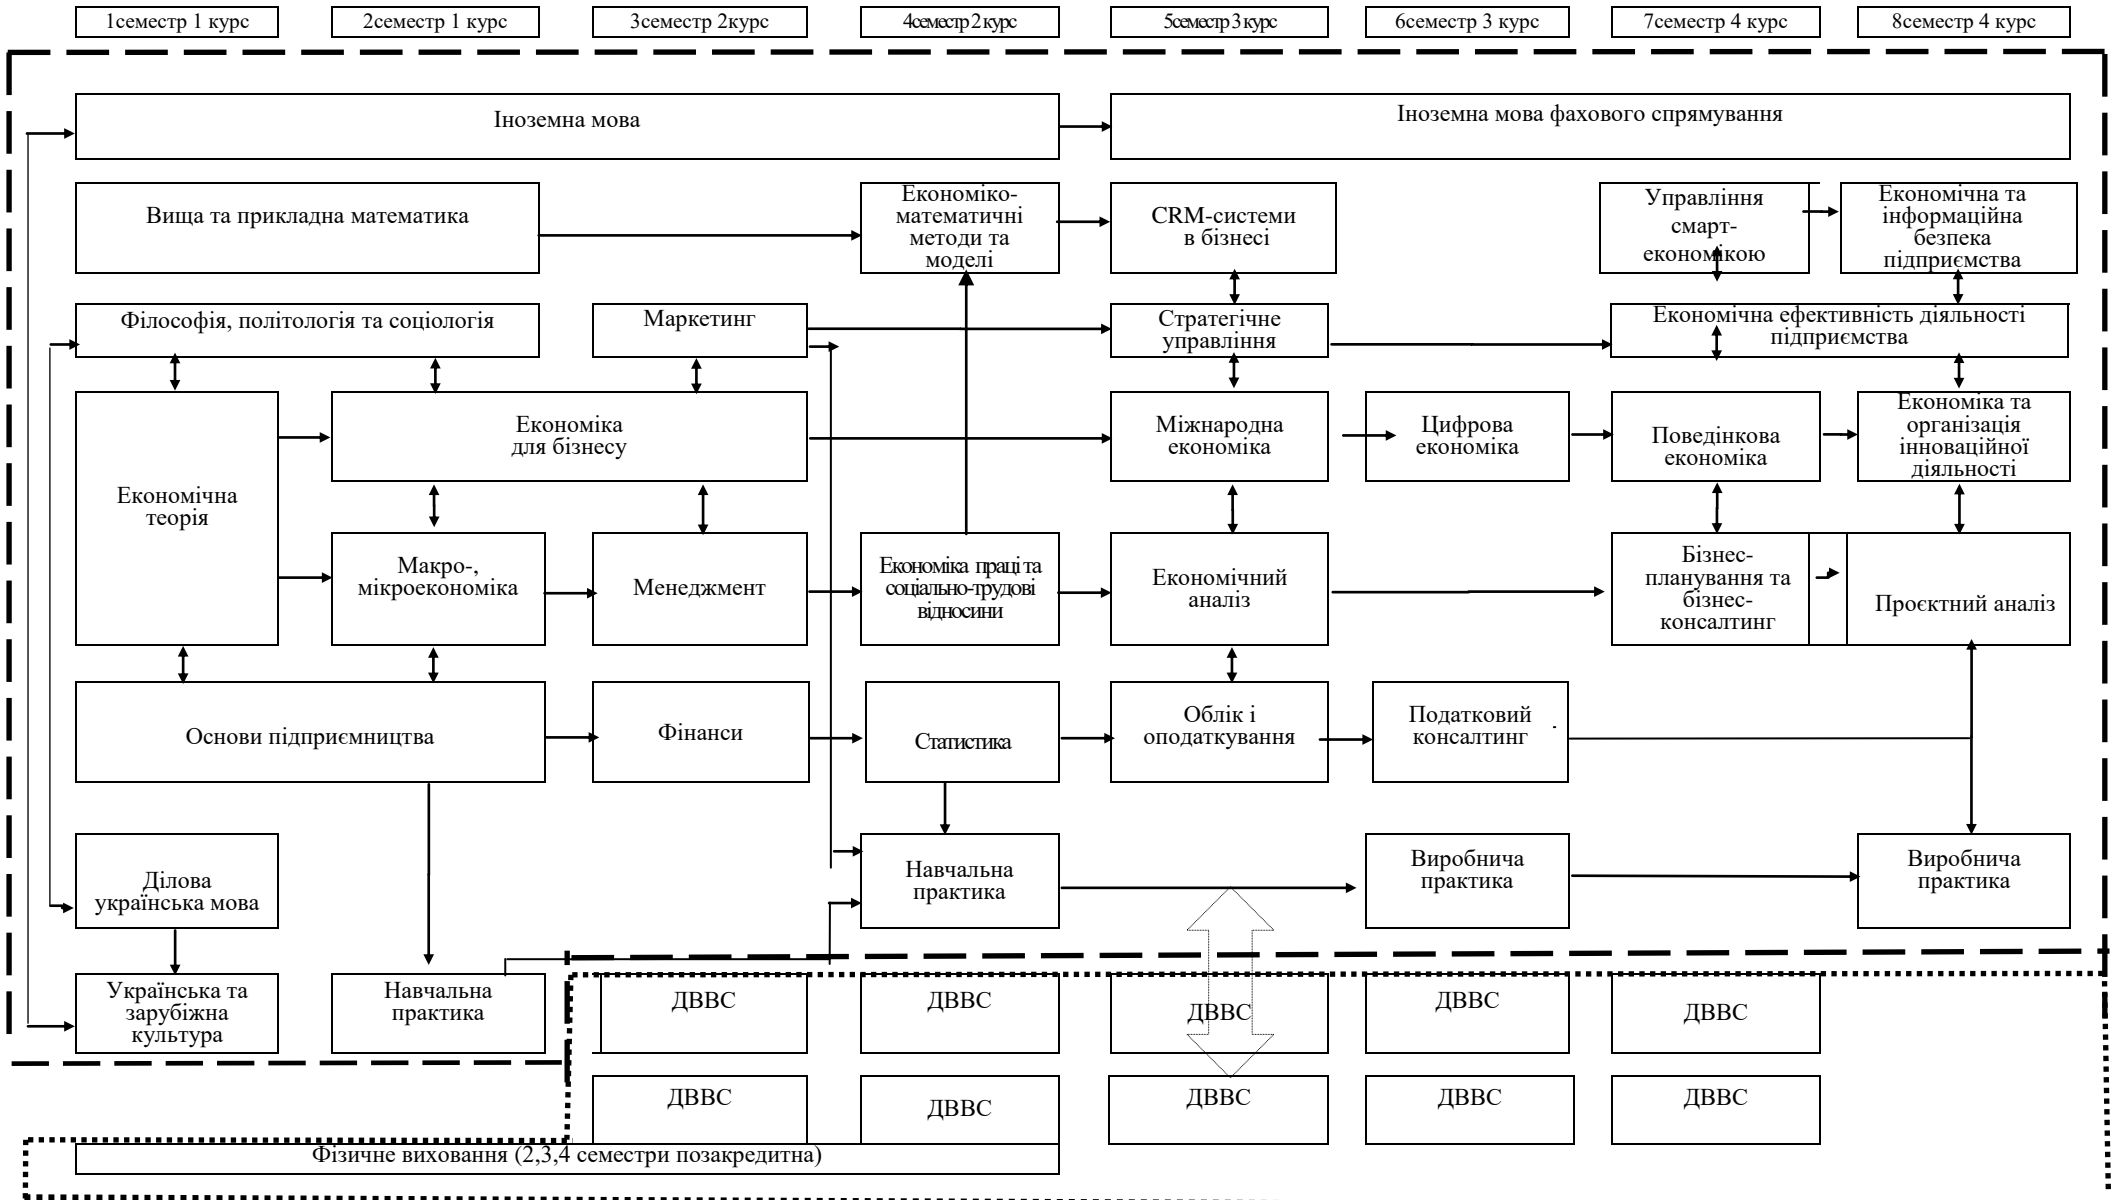 1семестр 1 курс
2семестр 1 курс
3семестр 2курс
4семестр 2 курс
5семестр 3 курс
6семестр 3 курс
7семестр 4 курс
8семестр 4 курс
Іноземна мова
Іноземна мова фахового спрямування
Вища та прикладна математика
Економіко-
математичні
методи та
моделі
CRM-системи
в бізнесі
Управління
смарт-
економікою
Економічна та
інформаційна
безпека
підприємства
Філософія, політологія та соціологія
Маркетинг
Стратегічне
управління
Економічна ефективність діяльності
підприємства
Економічна
теорія
Економіка
для бізнесу
Міжнародна
економіка
Цифрова
економіка
Поведінкова
економіка
Економіка та
організація
інноваційної
діяльності
Макро-,
мікроекономіка
Менеджмент
Економіка праці та
соціально-трудові
відносини
Економічний
аналіз
Бізнес-
планування та
бізнес-
консалтинг
Проєктний аналіз
Основи підприємництва
Фінанси
Статистика
Облік і
оподаткування
Податковий
консалтинг
Ділова
українська мова
Навчальна
практика
Виробнича
практика
Виробнича
практика
Українська та
зарубіжна
культура
Навчальна
практика
ДВВС
ДВВС
ДВВС
ДВВС
ДВВС
ДВВС
ДВВС
ДВВС
ДВВС
ДВВС
Фізичне виховання (2,3,4 семестри позакредитна)